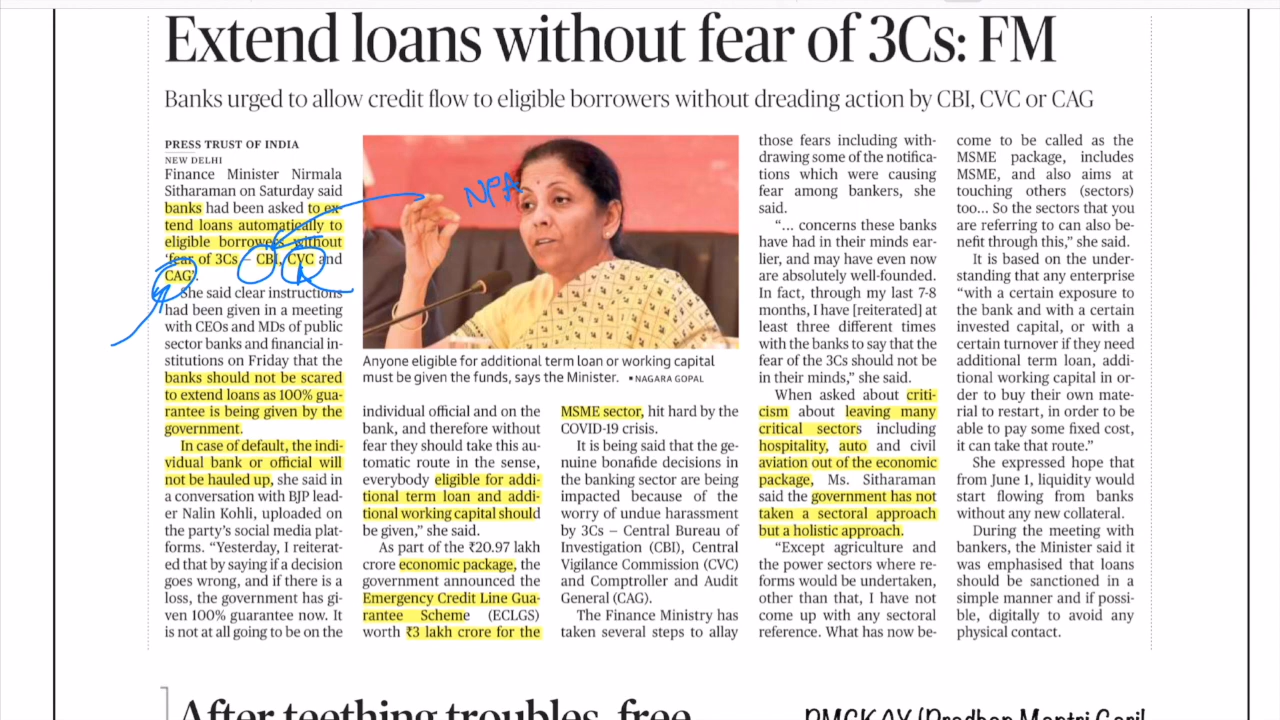 Extend loans without fear of 3Cs: FM
Banks urged to allow credit flow to eligible borrowers without dreading action by CBI, CVC or CAG
PRESS TRUST OF INDIA
NEW DELHI
Finance Minister Nirmala
Sitharaman on Saturday said
banks had been asked to ex-
tend loans automatically to
eligible borrowers without
‘fear of 3Cs – CBI, CVC and
CAG’.
She said clear instructions
had been given in a meeting
with CEOs and MDs of public
sector banks and financial in-
stitutions on Friday that the
banks should not be scared
to extend loans as 100% gua-
rantee is being given by the
government.
In case of default, the indi-
vidual bank or official will
not be hauled up, she said in
a conversation with BJP lead-
er Nalin Kohli, uploaded on
the party’s social media plat-
forms. “Yesterday, I reiterat-
ed that by saying if a decision
goes wrong, and if there is a
loss, the government has gi-
ven 100% guarantee now. It
is not at all going to be on the
NPA
Anyone eligible for additional term loan or working capital
must be given the funds, says the Minister. ▪ NAGARA GOPAL
individual official and on the
bank, and therefore without
fear they should take this au-
tomatic route in the sense,
everybody eligible for addi-
tional term loan and addi-
tional working capital should
be given,” she said.
As part of the ₹20.97 lakh
crore economic package, the
government announced the
Emergency Credit Line Gua-
rantee Scheme (ECLGS)
worth ₹3 lakh crore for the
MSME sector, hit hard by the
COVID-19 crisis.
It is being said that the ge-
nuine bonafide decisions in
the banking sector are being
impacted because of the
worry of undue harassment
by 3Cs – Central Bureau of
Investigation (CBI), Central
Vigilance Commission (CVC)
and Comptroller and Audit
General (CAG).
The Finance Ministry has
taken several steps to allay
those fears including with-
drawing some of the notifica-
tions which were causing
fear among bankers, she
said.
“... concerns these banks
have had in their minds ear-
lier, and may have even now
are absolutely well-founded.
In fact, through my last 7-8
months, I have [reiterated] at
least three different times
with the banks to say that the
fear of the 3Cs should not be
in their minds,” she said.
When asked about criti-
cism about leaving many
critical sectors including
hospitality, auto and civil
aviation out of the economic
package, Ms. Sitharaman
said the government has not
taken a sectoral approach
but a holistic approach.
“Except agriculture and
the power sectors where re-
forms would be undertaken,
other than that, I have not
come up with any sectoral
reference. What has now be-
come to be called as the
MSME package, includes
MSME, and also aims at
touching others (sectors)
too... So the sectors that you
are referring to can also be-
nefit through this,” she said.
It is based on the under-
standing that any enterprise
“with a certain exposure to
the bank and with a certain
invested capital, or with a
certain turnover if they need
additional term loan, addi-
tional working capital in or-
der to buy their own mate-
rial to restart, in order to be
able to pay some fixed cost,
it can take that route.”
She expressed hope that
from June 1, liquidity would
start flowing from banks
without any new collateral.
During the meeting with
bankers, the Minister said it
was emphasised that loans
should be sanctioned in a
simple manner and if possi-
ble, digitally to avoid any
physical contact.
After teething troubles, free
PMGKAY (Pradhan Mantri Garib